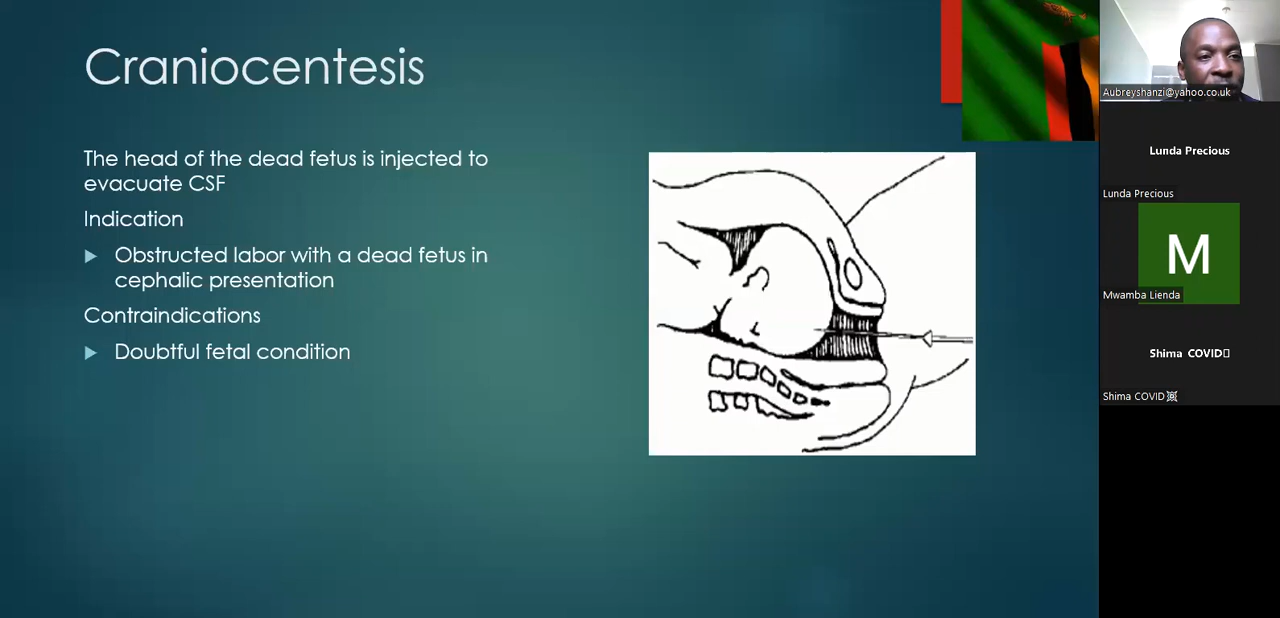 Craniocentesis
The head of the dead fetus is injected to
evacuate CSF
Indication
Obstructed labor with a dead fetus in
cephalic presentation
Contraindications
Doubtful fetal condition
Aubreyshanzi@yahoo.co.uk
Lunda Precious
Lunda Precious
M
Mwamba Lienda
Shima COVID
Shima COVID